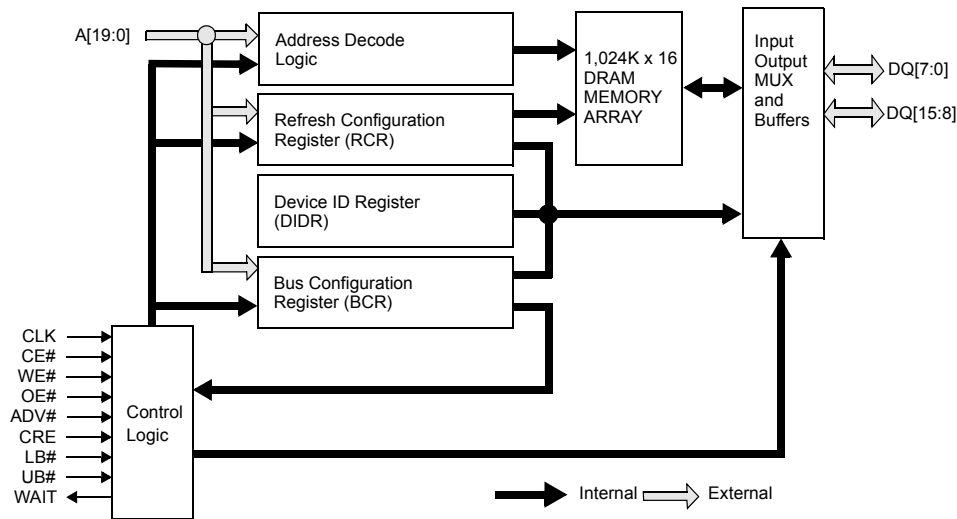 A[19:0]
Address Decode
Logic
Refresh Configuration
Register (RCR)
Device ID Register
(DIDR)
Bus Configuration
Register (BCR)
1,024K x 16
DRAM
MEMORY
ARRAY
Input
Output
MUX
and
Buffers
DQ[7:0]
DQ[15:8]
CLK
CE#
WE#
OE#
ADV#
CRE
LB#
UB#
WAIT
Control
Logic
Internal
External